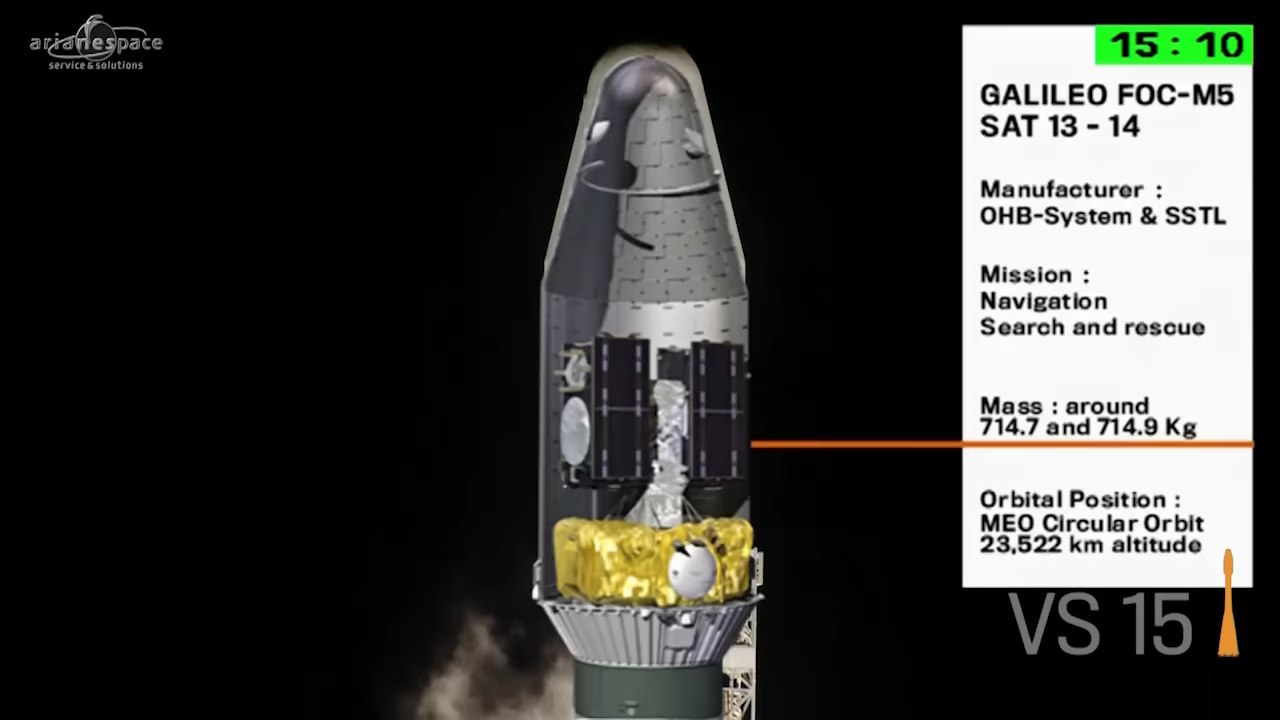 arianespace
service & solutions
15 : 10
GALILEO FOC-M5
SAT 13 - 14
Manufacturer :
OHB-System & SSTL
Mission :
Navigation
Search and rescue
Mass : around
714.7 and 714.9 Kg
Orbital Position :
MEO Circular Orbit
23,522 km altitude
VS 15